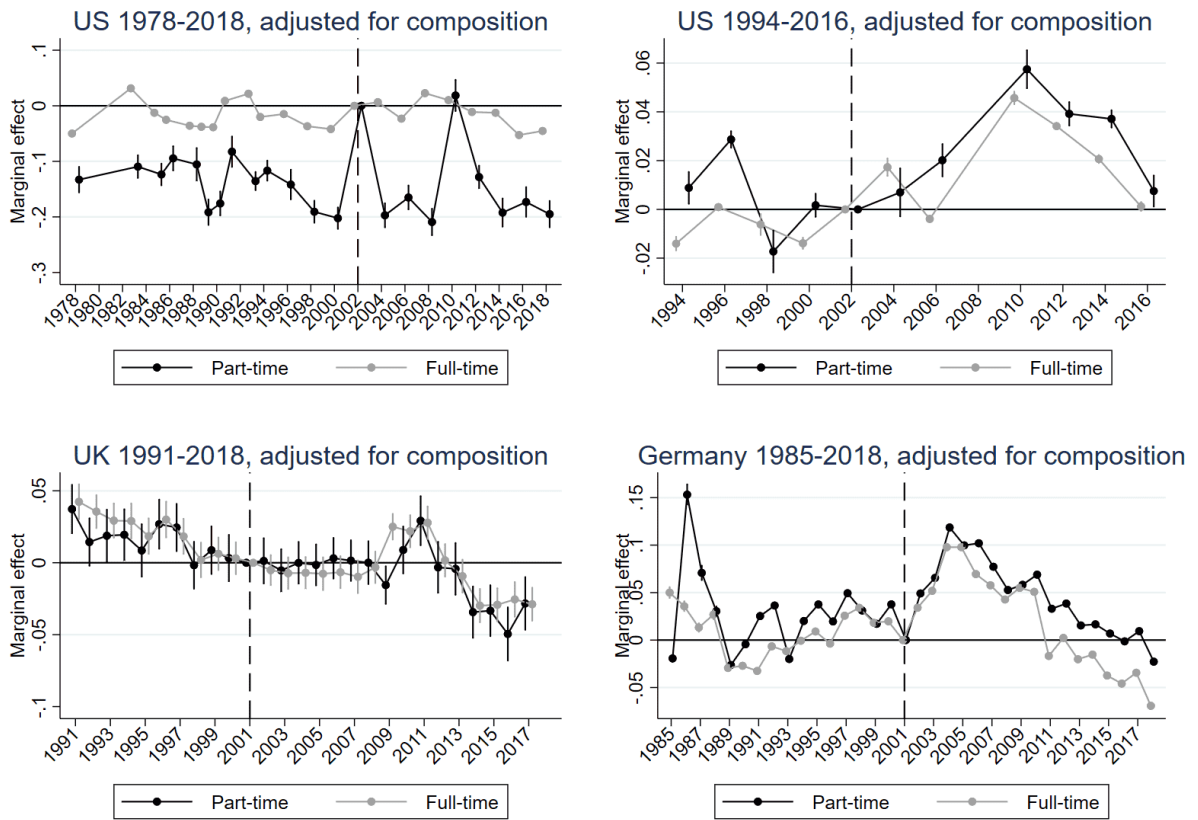 US 1978-2018, adjusted for composition
Marginal effect
.1
0
-.1
-.2
-.3
1978 1980 1982 1984 1986 1988 1990 1992 1994 1996 1998 2000 2002 2004 2006 2008 2010 2012 2014 2016 2018
Part-time Full-time
US 1994-2016, adjusted for composition
Marginal effect
.06
.04
.02
0
-.02
1994 1996 1998 2000 2002 2004 2006 2010 2012 2014 2016
Part-time Full-time
UK 1991-2018, adjusted for composition
Marginal effect
.05
0
-.05
-.1
1991 1993 1995 1997 1999 2001 2003 2005 2007 2009 2011 2013 2015 2017
Part-time Full-time
Germany 1985-2018, adjusted for composition
Marginal effect
.15
.1
.05
0
-.05
1985 1987 1989 1991 1993 1995 1997 1999 2001 2003 2005 2007 2009 2011 2013 2015 2017
Part-time Full-time